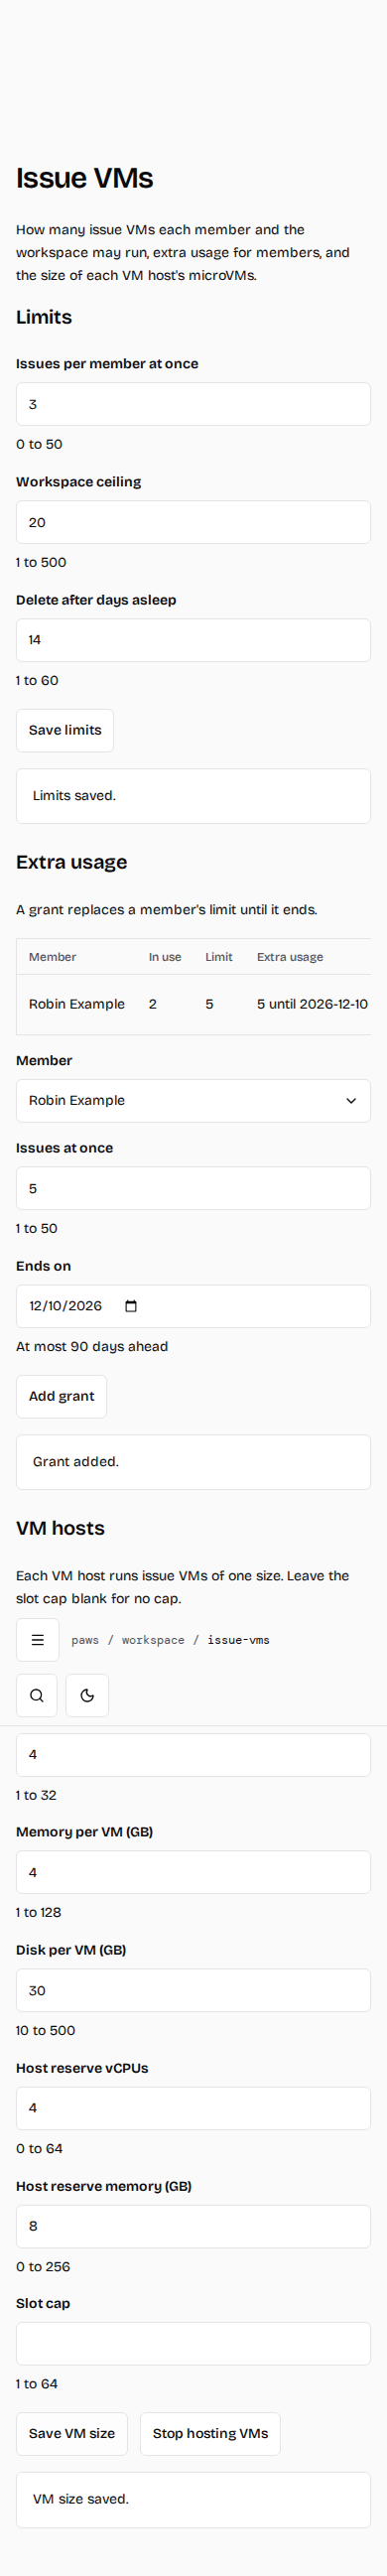 Issue VMs
How many issue VMs each member and the
workspace may run, extra usage for members, and
the size of each VM host's microVMs.
Limits
Issues per member at once
3
0 to 50
Workspace ceiling
20
1 to 500
Delete after days asleep
14
1 to 60
Save limits
Limits saved.
Extra usage
A grant replaces a member's limit until it ends.
Member In use Limit Extra usage
Robin Example 2 5 5 until 2026-12-10
Member
Robin Example
Issues at once
5
1 to 50
Ends on
12/10/2026
At most 90 days ahead
Add grant
Grant added.
VM hosts
Each VM host runs issue VMs of one size. Leave the
slot cap blank for no cap.
paws / workspace / issue-vms
4
1 to 32
Memory per VM (GB)
4
1 to 128
Disk per VM (GB)
30
10 to 500
Host reserve vCPUs
4
0 to 64
Host reserve memory (GB)
8
0 to 256
Slot cap
1 to 64
Save VM size Stop hosting VMs
VM size saved.